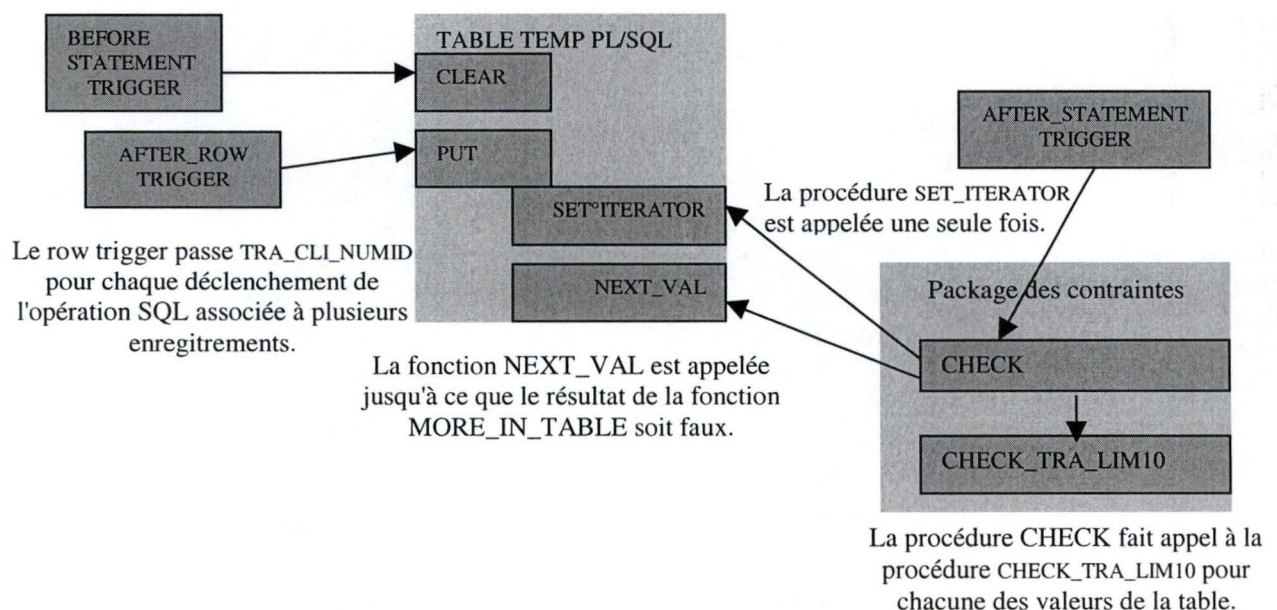 BEFORE
STATEMENT
TRIGGER
AFTER_ROW
TRIGGER
Le row trigger passe TRA_CLI_NUMID
pour chaque déclenchement de
l'opération SQL associée à plusieurs
enregitrements.
TABLE TEMP PL/SQL
CLEAR
PUT
SET°ITERATOR
NEXT_VAL
La fonction NEXT_VAL est appelée
jusqu'à ce que le résultat de la fonction
MORE_IN_TABLE soit faux.
AFTER_STATEMENT
TRIGGER
La procédure SET_ITERATOR
est appelée une seule fois.
Package des contraintes
CHECK
CHECK_TRA_LIM10
La procédure CHECK fait appel à la
procédure CHECK_TRA_LIM10 pour
chacune des valeurs de la table.